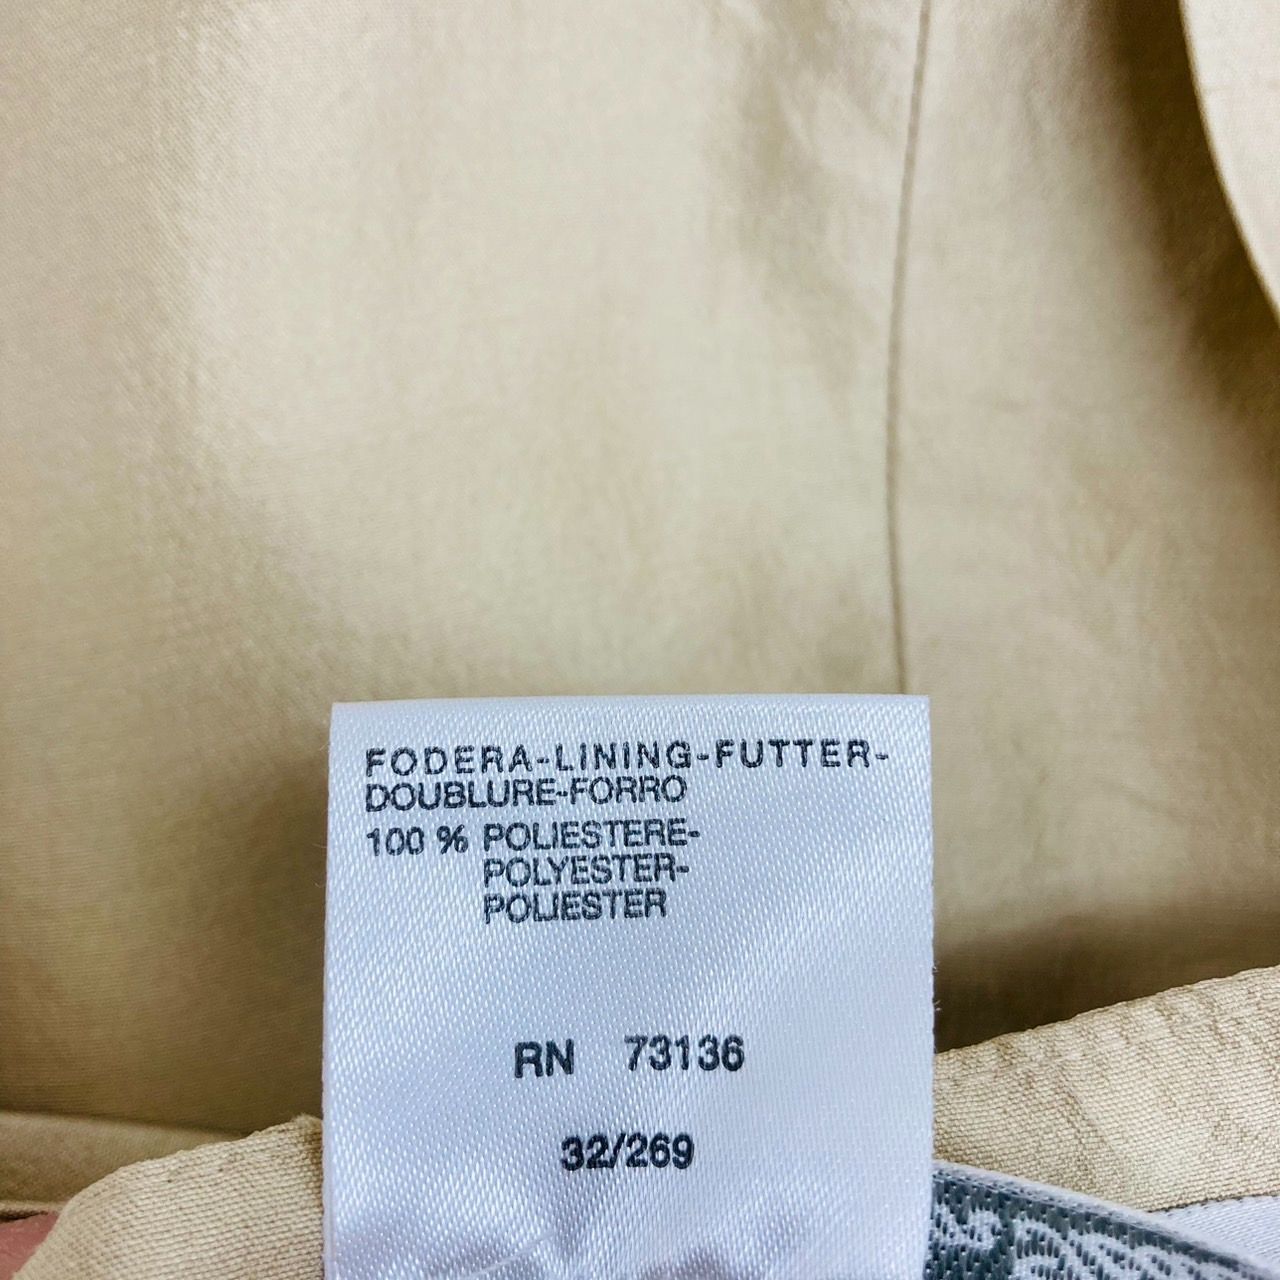 FODERA-LINING-FUTTER-
DOUBLURE-FORRO
100 % POLIESTERE-
POLYESTER-
POLIESTER
RN 73136
32/269